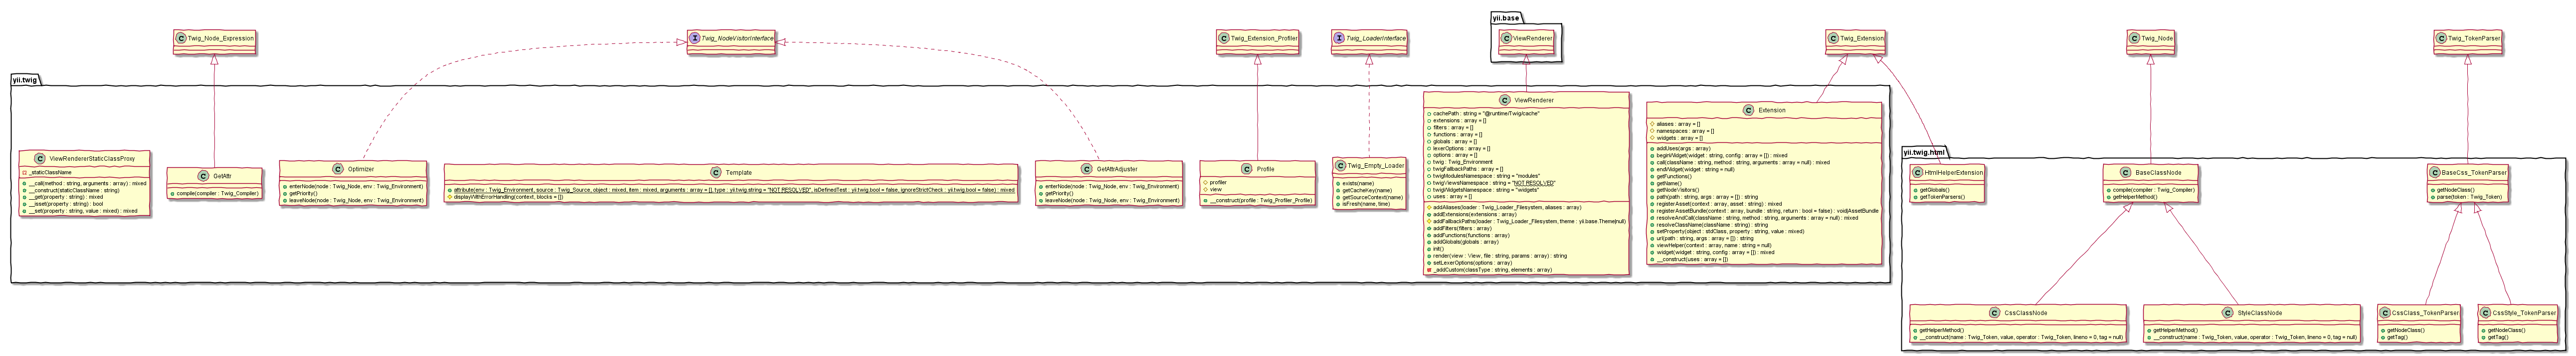 yii.base
C Twig_Node_Expression
I Twig_NodeVisitorInterface
C Twig_Extension_Profiler
I Twig_LoaderInterface
C ViewRenderer
C Twig_Extension
C Twig_Node
C Twig_TokenParser
yii.twig
C ViewRendererStaticClassProxy
_staticClassName
__call(method : string, arguments : array) : mixed
__construct(staticClassName : string)
__get(property : string) : mixed
__isset(property : string) : bool
__set(property : string, value : mixed) : mixed
C GetAttr
compile(compiler : Twig_Compiler)
C Optimizer
enterNode(node : Twig_Node, env : Twig_Environment)
getPriority()
leaveNode(node : Twig_Node, env : Twig_Environment)
C Template
attribute(env : Twig_Environment, source : Twig_Source, object : mixed, item : mixed, arguments : array = [], type : yii.twig.string = "NOT RESOLVED", isDefinedTest : yii.twig.bool = false, ignoreStrictCheck : yii.twig.bool = false) : mixed
displayWithErrorHandling(context, blocks = [])
C GetAttrAdjuster
enterNode(node : Twig_Node, env : Twig_Environment)
getPriority()
leaveNode(node : Twig_Node, env : Twig_Environment)
C Profile
profiler
view
__construct(profile : Twig_Profiler_Profile)
C Twig_Empty_Loader
exists(name)
getCacheKey(name)
getSourceContext(name)
isFresh(name, time)
C ViewRenderer
cachePath : string = "@runtime/Twig/cache"
extensions : array = []
filters : array = []
functions : array = []
globals : array = []
lexerOptions : array = []
options : array = []
twig : Twig_Environment
twigFallbackPaths : array = []
twigModulesNamespace : string = "modules"
twigViewsNamespace : string = "NOT RESOLVED"
twigWidgetsNamespace : string = "widgets"
uses : array = []
addAliases(loader : Twig_Loader_Filesystem, aliases : array)
addExtensions(extensions : array)
addFallbackPaths(loader : Twig_Loader_Filesystem, theme : yii.base.Theme|null)
addFilters(filters : array)
addFunctions(functions : array)
addGlobals(globals : array)
init()
render(view : View, file : string, params : array) : string
setLexerOptions(options : array)
_addCustom(classType : string, elements : array)
C Extension
aliases : array = []
namespaces : array = []
widgets : array = []
addUses(args : array)
beginWidget(widget : string, config : array = []) : mixed
call(className : string, method : string, arguments : array = null) : mixed
endWidget(widget : string = null)
getFunctions()
getName()
getNodeVisitors()
path(path : string, args : array = []) : string
registerAsset(context : array, asset : string) : mixed
registerAssetBundle(context : array, bundle : string, return : bool = false) : void|AssetBundle
resolveAndCall(className : string, method : string, arguments : array = null) : mixed
resolveClassName(className : string) : string
setProperty(object : stdClass, property : string, value : mixed)
url(path : string, args : array = []) : string
viewHelper(context : array, name : string = null)
widget(widget : string, config : array = []) : mixed
__construct(uses : array = [])
yii.twig.html
C HtmlHelperExtension
getGlobals()
getTokenParsers()
C BaseClassNode
compile(compiler : Twig_Compiler)
getHelperMethod()
C BaseCss_TokenParser
getNodeClass()
parse(token : Twig_Token)
C CssClassNode
getHelperMethod()
__construct(name : Twig_Token, value, operator : Twig_Token, lineno = 0, tag = null)
C StyleClassNode
getHelperMethod()
__construct(name : Twig_Token, value, operator : Twig_Token, lineno = 0, tag = null)
C CssClass_TokenParser
getNodeClass()
getTag()
C CssStyle_TokenParser
getNodeClass()
getTag()